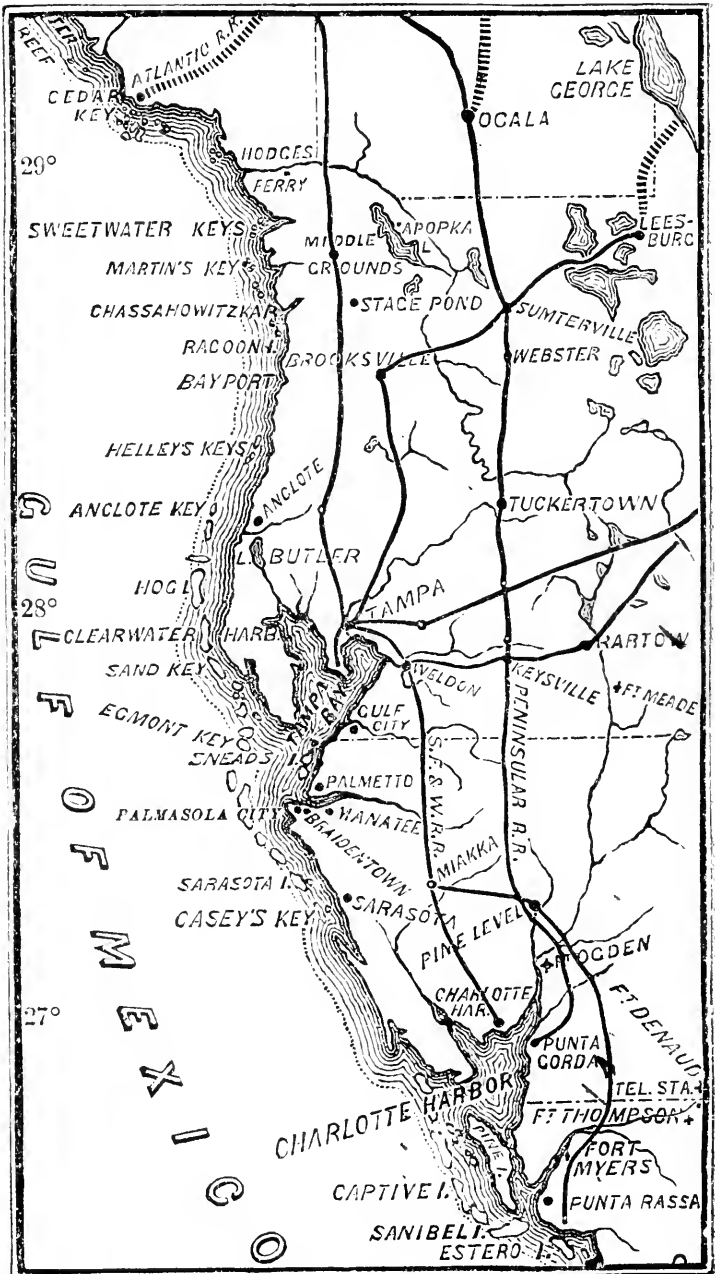 REEF
ATLANTIC R.R.
CEDAR
KEY
LAKE
GEORGE
OCALA
29°
HODGES
FERRY
SWEETWATER KEYS
MIDDLE
GROUNDS
APOPKA
L.
LEES-
BURG
MARTIN'S KEY
STAGE POND
CHASSAHOWITZKAR
SUMTERVILLE
RACOON I.
BROOKSVILLE
WEBSTER
BAYPORT
HELLEY'S KEYS
ANCLOTE
ANCLOTE KEY
TUCKERTOWN
L. BUTLER
HOG I.
28°
TAMPA
CLEARWATER HARB.
BARTOW
SAND KEY
WELDON
KEYSVILLE
FT MEADE
TAMPA
BAY
EGMONT KEY
GULF
CITY
SNEADS I.
PALMETTO
S.F. & W.R.R.
PENINSULAR R.R.
PALMASOLA CITY
BRAIDENTOWN
MANATEE
MIAKKA
SARASOTA I.
SARASOTA
CASEY'S KEY
PINE LEVEL
FT OGDEN
27°
CHARLOTTE
HAR.
FT DENAUD
PUNTA
GORDA
TEL. STA.
CHARLOTTE HARBOR
FT THOMPSON
PINE I.
FORT
MYERS
CAPTIVE I.
PUNTA RASSA
SANIBEL I.
ESTERO I.
GULF OF MEXICO